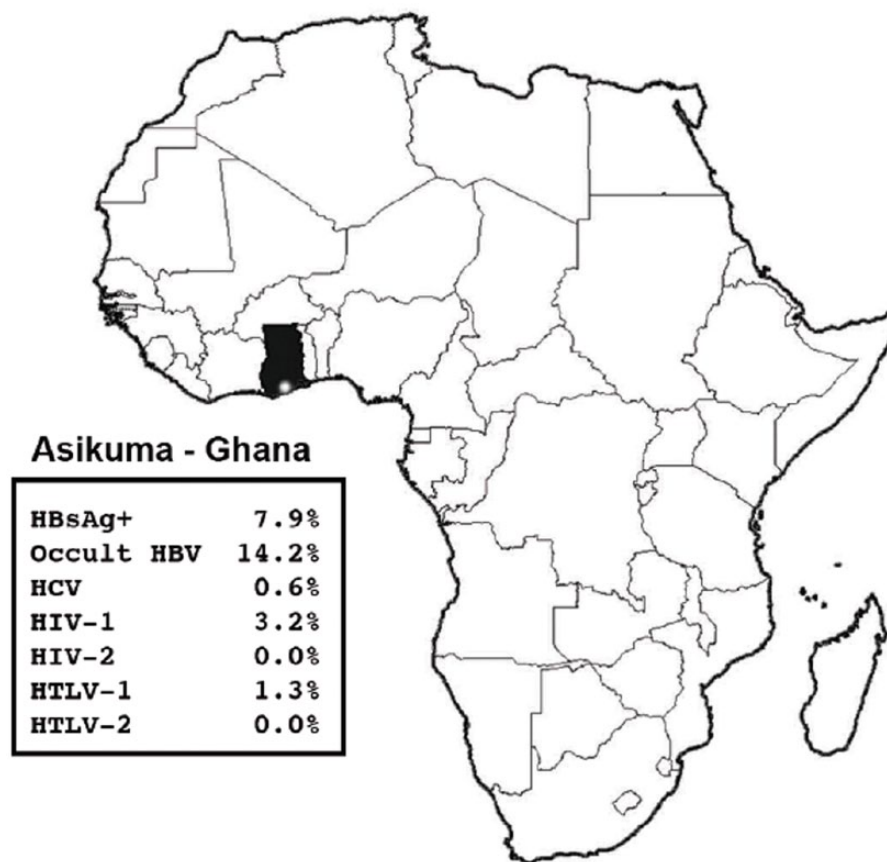 Asikuma - Ghana
HBsAg+ 7.9%
Occult HBV 14.2%
HCV 0.6%
HIV-1 3.2%
HIV-2 0.0%
HTLV-1 1.3%
HTLV-2 0.0%